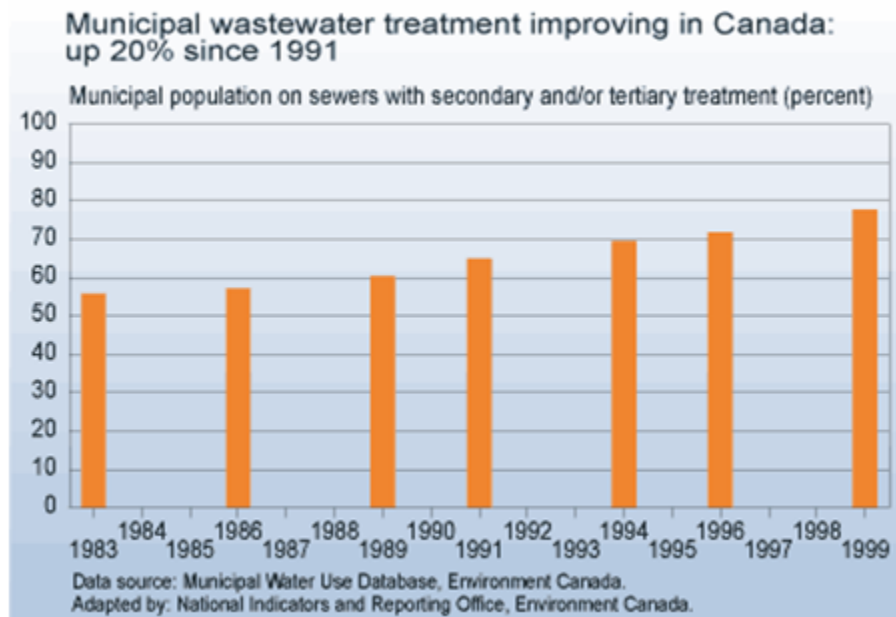 Municipal wastewater treatment improving in Canada:
up 20% since 1991
Municipal population on sewers with secondary and/or tertiary treatment (percent)
100
90
80
70
60
50
40
30
20
10
0
1984 1986 1988 1990 1992 1994 1996 1998
1983 1985 1987 1989 1991 1993 1995 1997 1999
Data source: Municipal Water Use Database, Environment Canada.
Adapted by: National Indicators and Reporting Office, Environment Canada.